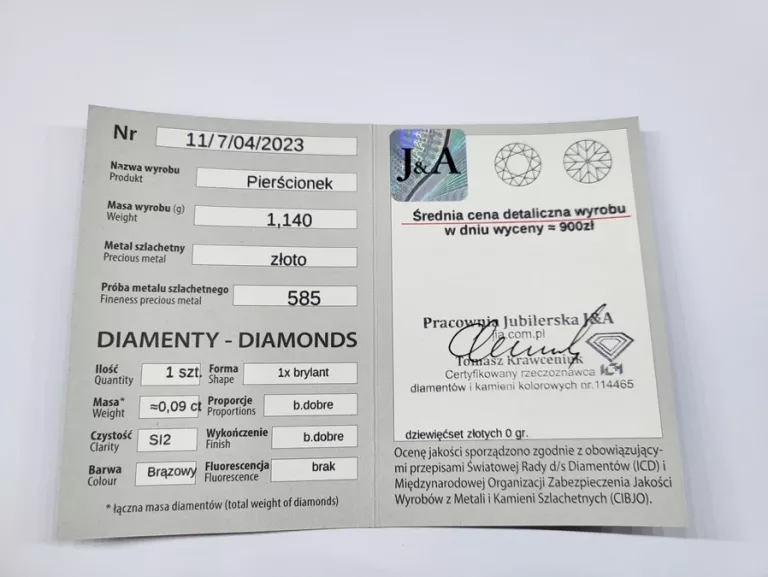 Nr 11/7/04/2023
Nazwa wyrobu
Produkt
Pierścionek
Masa wyrobu (g)
Weight
1,140
Metal szlachetny
Precious metal
złoto
Próba metalu szlachetnego
Fineness precious metal
585
DIAMENTY - DIAMONDS
Ilość
Quantity
1 szt.
Forma
Shape
1x brylant
Masa*
Weight
≈0,09 ct
Proporcje
Proportions
b.dobre
Czystość
Clarity
SI2
Wykończenie
Finish
b.dobre
Barwa
Colour
Brązowy
Fluorescencja
Fluorescence
brak
* łączna masa diamentów (total weight of diamonds)
J&A
Średnia cena detaliczna wyrobu
w dniu wyceny ≈ 900zł
Pracownia Jubilerska J&A
jia.com.pl
Tomasz Krawceniuk
Certyfikowany rzeczoznawca
diamentów i kamieni kolorowych nr.114465
dziewięćset złotych 0 gr.
Ocenę jakości sporządzono zgodnie z obowiązujący-
mi przepisami Światowej Rady d/s Diamentów (ICD) i
Międzynarodowej Organizacji Zabezpieczenia Jakości
Wyrobów z Metali i Kamieni Szlachetnych (CIBJO).